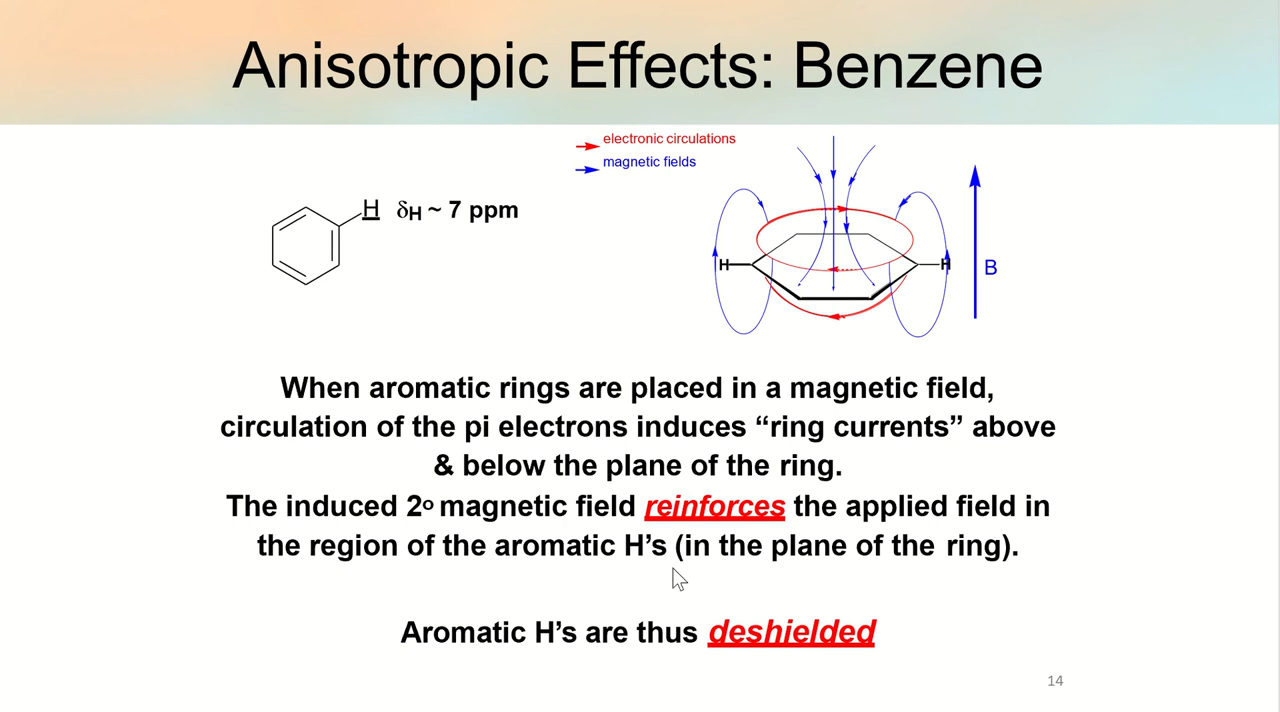 Anisotropic Effects: Benzene
electronic circulations
magnetic fields
H δH ~ 7 ppm
H
H
B
When aromatic rings are placed in a magnetic field,
circulation of the pi electrons induces “ring currents” above
& below the plane of the ring.
The induced 2º magnetic field reinforces the applied field in
the region of the aromatic H’s (in the plane of the ring).
Aromatic H’s are thus deshielded
14